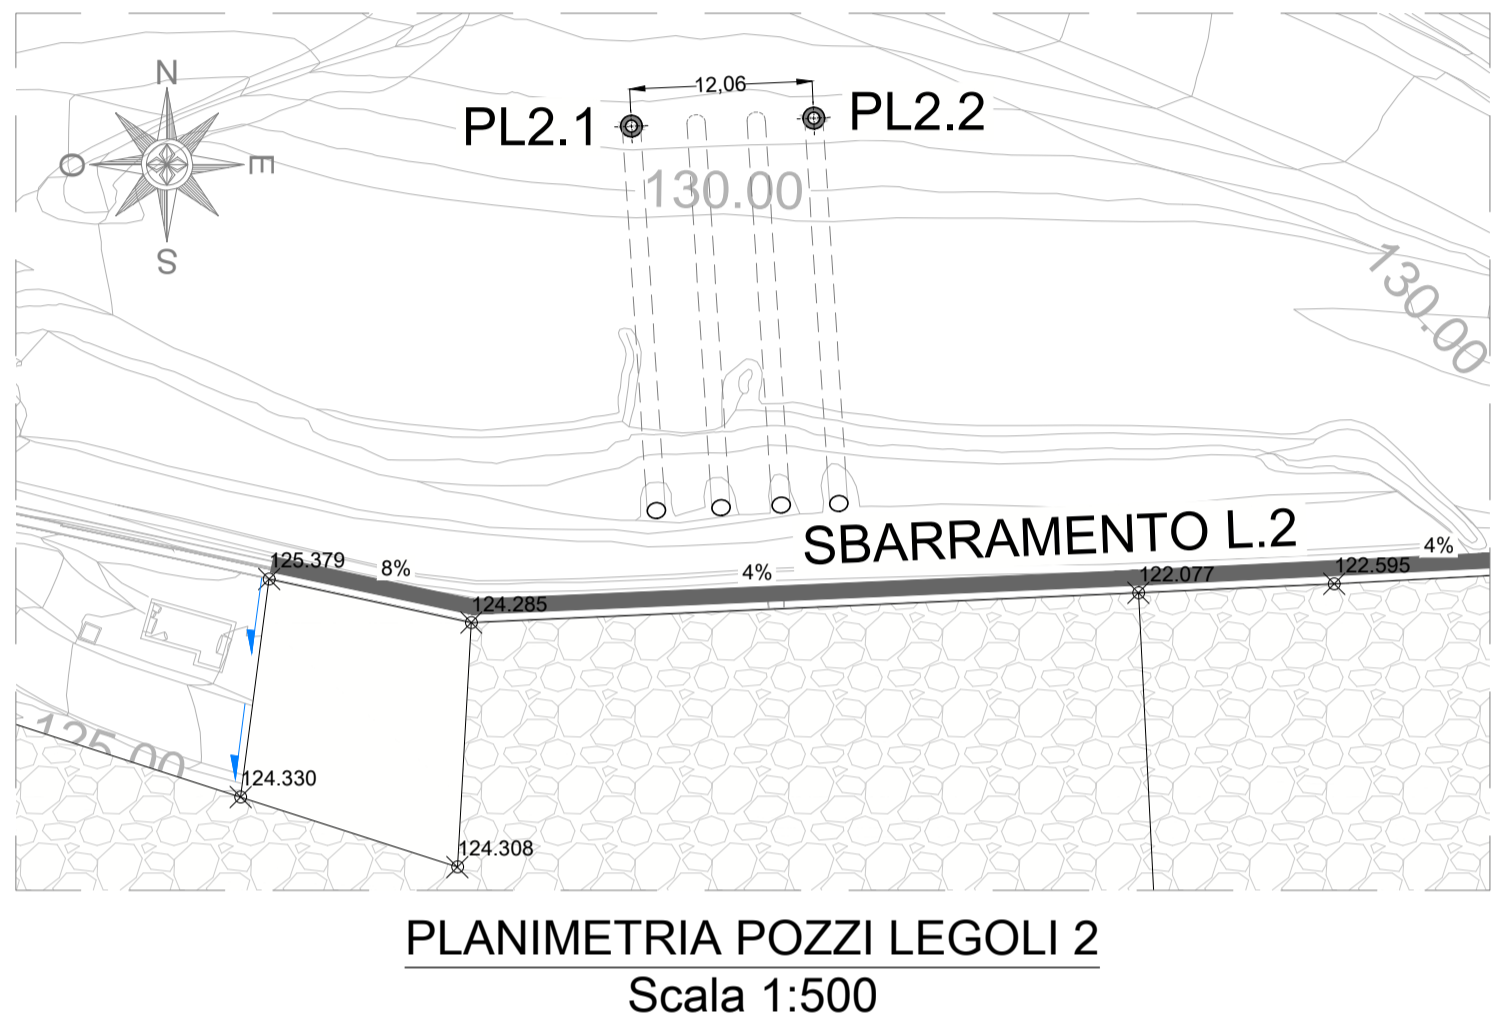 N
12,06
PL2.1
PL2.2
O
E
130.00
S
130.00
SBARRAMENTO L.2
125.379
8%
4%
4%
122.077
122.595
124.285
125.00
124.330
124.308
PLANIMETRIA POZZI LEGOLI 2
Scala 1:500